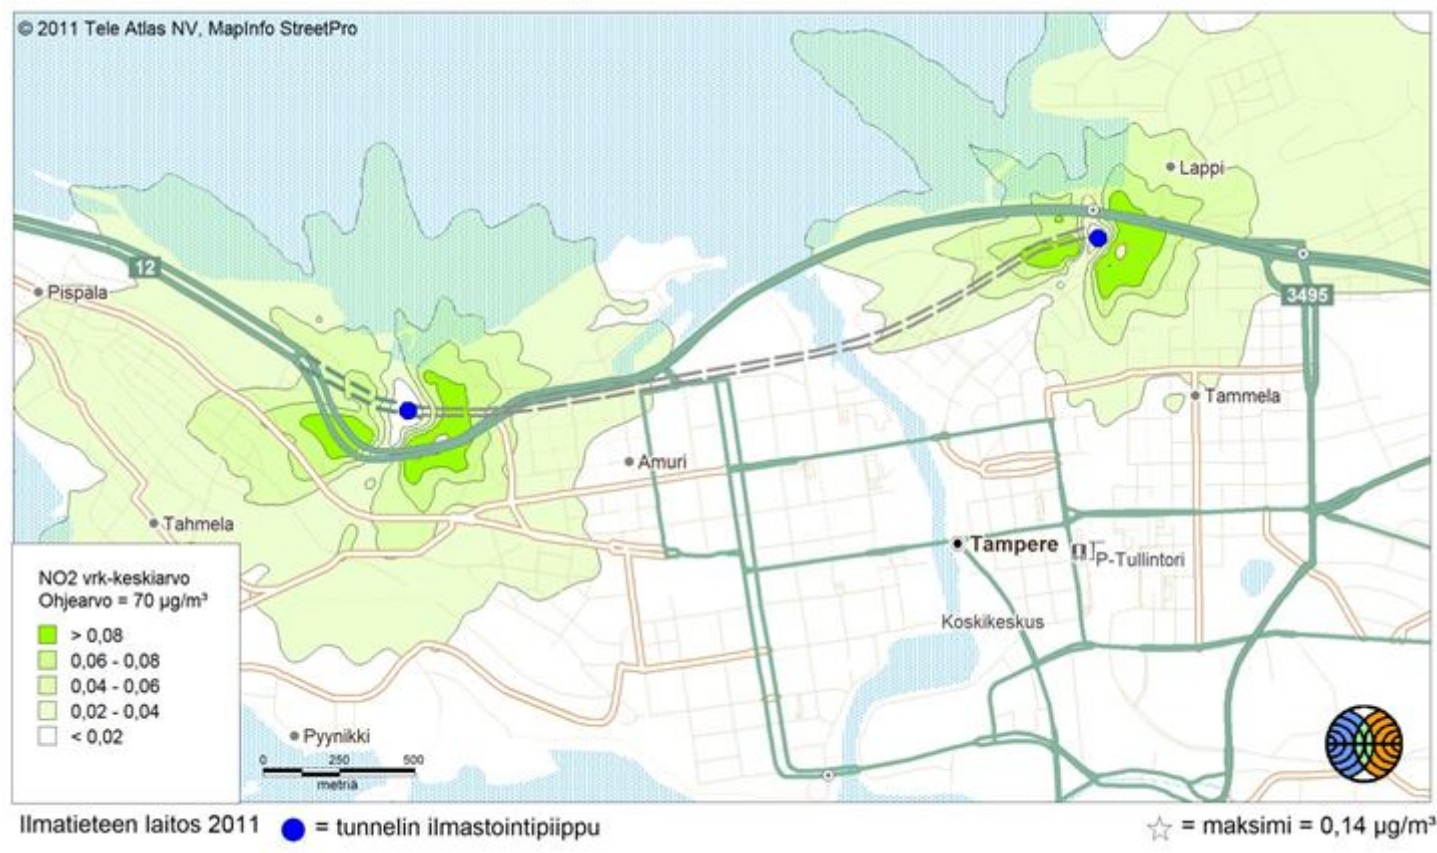 © 2011 Tele Atlas NV, MapInfo StreetPro
Lappi
12
Pispala
3495
Tammela
Amuri
Tahmela
Tampere
P-Tullintori
Koskikeskus
NO2 vrk-keskiarvo
Ohjearvo = 70 µg/m³
> 0,08
0,06 - 0,08
0,04 - 0,06
0,02 - 0,04
< 0,02
Pyynikki
0 250 500
metriä
Ilmatieteen laitos 2011 = tunnelin ilmastointipiippu = maksimi = 0,14 µg/m³